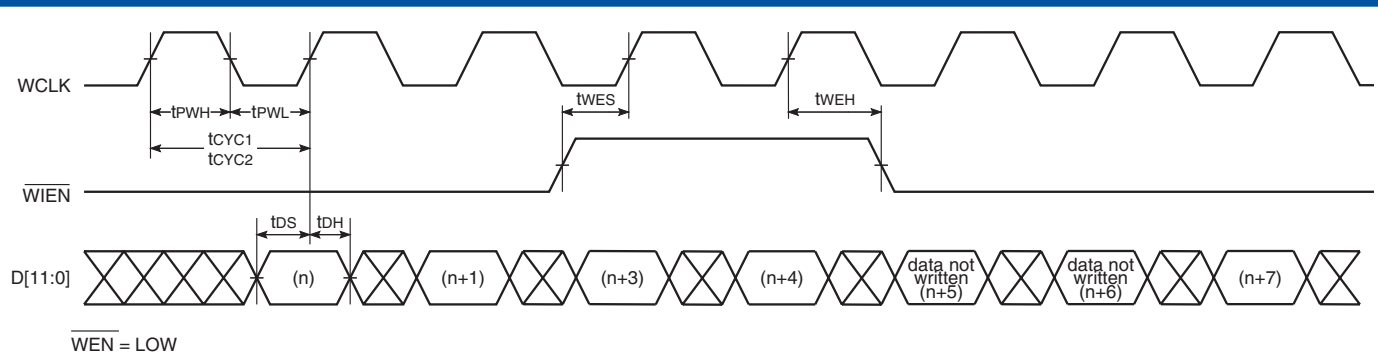 WCLK
tPWH
tPWL
tWES
tWEH
tCYC1
tCYC2
WIEN
tDS
tDH
D[11:0]
(n)
(n+1)
(n+3)
(n+4)
data not
written
(n+5)
data not
written
(n+6)
(n+7)
WEN = LOW